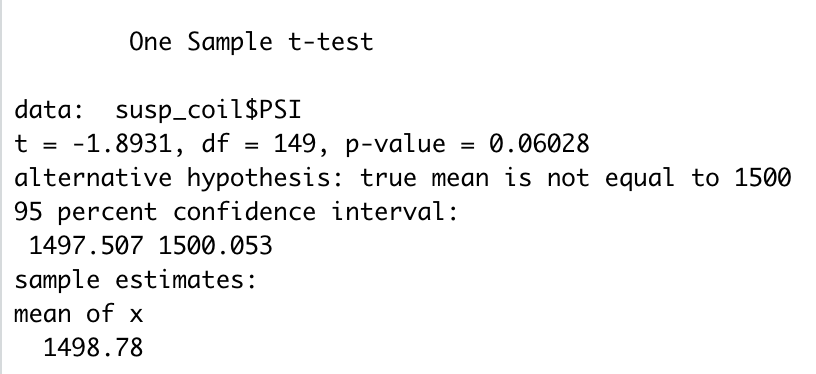 One Sample t-test
data:  susp_coil$PSI
t = -1.8931, df = 149, p-value = 0.06028
alternative hypothesis: true mean is not equal to 1500
95 percent confidence interval:
1497.507 1500.053
sample estimates:
mean of x
1498.78